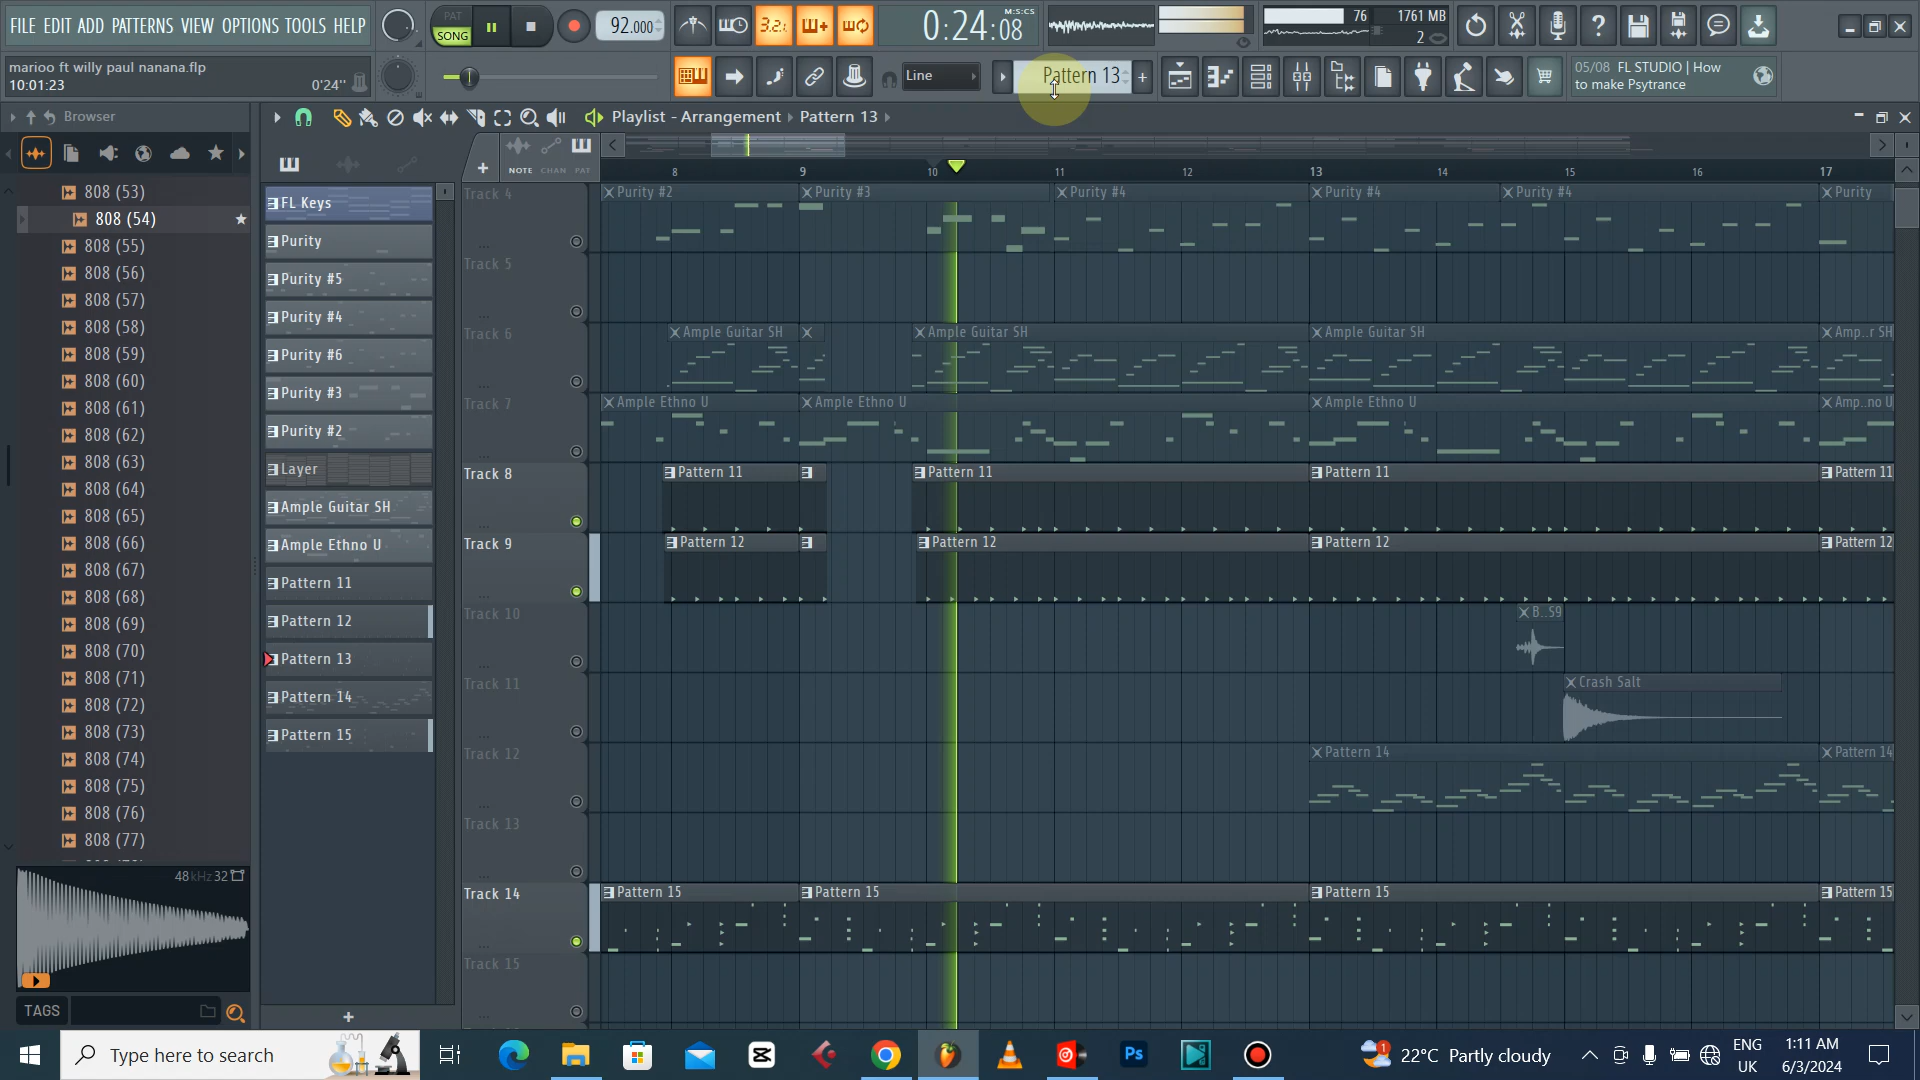 FILE EDIT ADD PATTERNS VIEW OPTIONS TOOLS HELP
PAT
SONG
92.000
3.2.
0:24:08
M:S:CS
76
1761 MB
2
marioo ft willy paul nanana.flp
10:01:23
0'24"
Line
Pattern 13
05/08 FL STUDIO | How
to make Psytrance
Browser
Playlist - Arrangement
Pattern 13
NOTE CHAN PAT
8
9
10
11
12
13
14
15
16
17
808 (53)
808 (54)
808 (55)
808 (56)
808 (57)
808 (58)
808 (59)
808 (60)
808 (61)
808 (62)
808 (63)
808 (64)
808 (65)
808 (66)
808 (67)
808 (68)
808 (69)
808 (70)
808 (71)
808 (72)
808 (73)
808 (74)
808 (75)
808 (76)
808 (77)
48kHz 32
TAGS
FL Keys
Purity
Purity #5
Purity #4
Purity #6
Purity #3
Purity #2
Layer
Ample Guitar SH
Ample Ethno U
Pattern 11
Pattern 12
Pattern 13
Pattern 14
Pattern 15
Track 4
Purity #2
Purity #3
Purity #4
Purity #4
Purity #4
Purity
Track 5
Track 6
Ample Guitar SH
Ample Guitar SH
Ample Guitar SH
Amp..r SH
Track 7
Ample Ethno U
Ample Ethno U
Ample Ethno U
Amp..no U
Track 8
Pattern 11
Pattern 11
Pattern 11
Pattern 11
Track 9
Pattern 12
Pattern 12
Pattern 12
Pattern 12
Track 10
B..S9
Track 11
Crash Salt
Track 12
Pattern 14
Pattern 14
Track 13
Track 14
Pattern 15
Pattern 15
Pattern 15
Pattern 15
Track 15
Type here to search
Ps
1
22°C Partly cloudy
ENG
UK
1:11 AM
6/3/2024